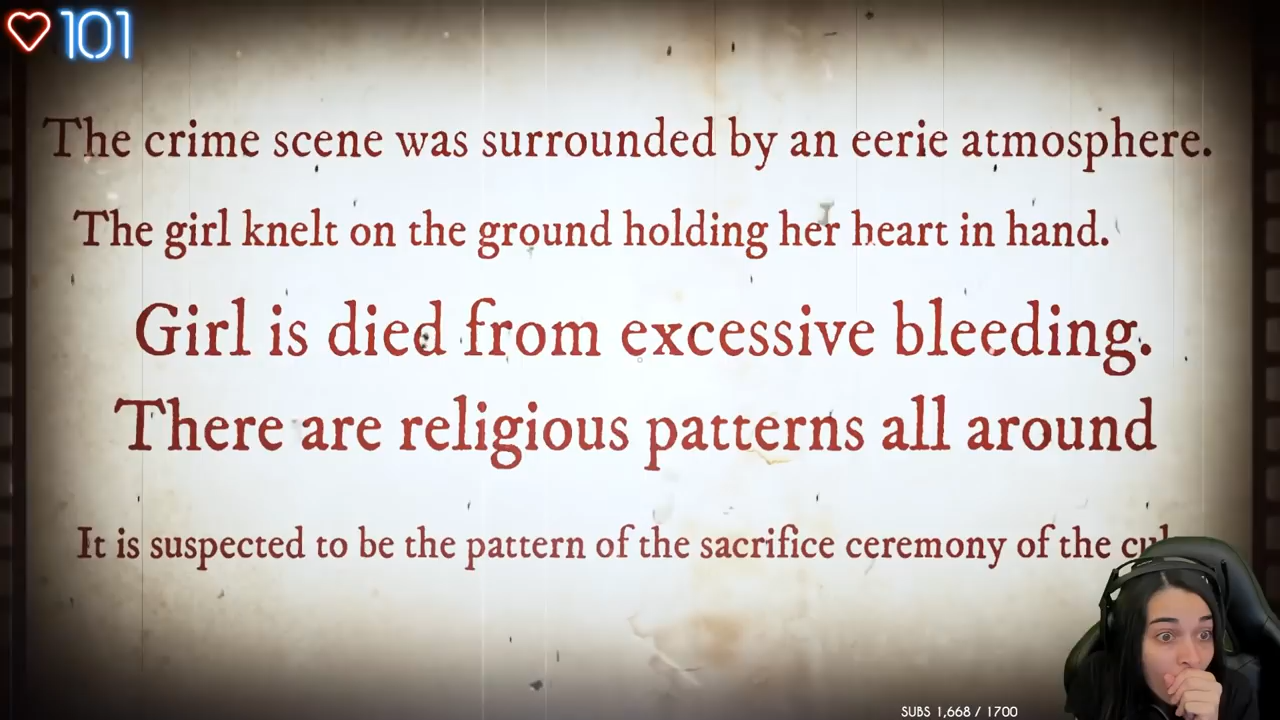 101
The crime scene was surrounded by an eerie atmosphere.
The girl knelt on the ground holding her heart in hand.
Girl is died from excessive bleeding.
There are religious patterns all around
It is suspected to be the pattern of the sacrifice ceremony of the
SUBS 1,668 / 1700